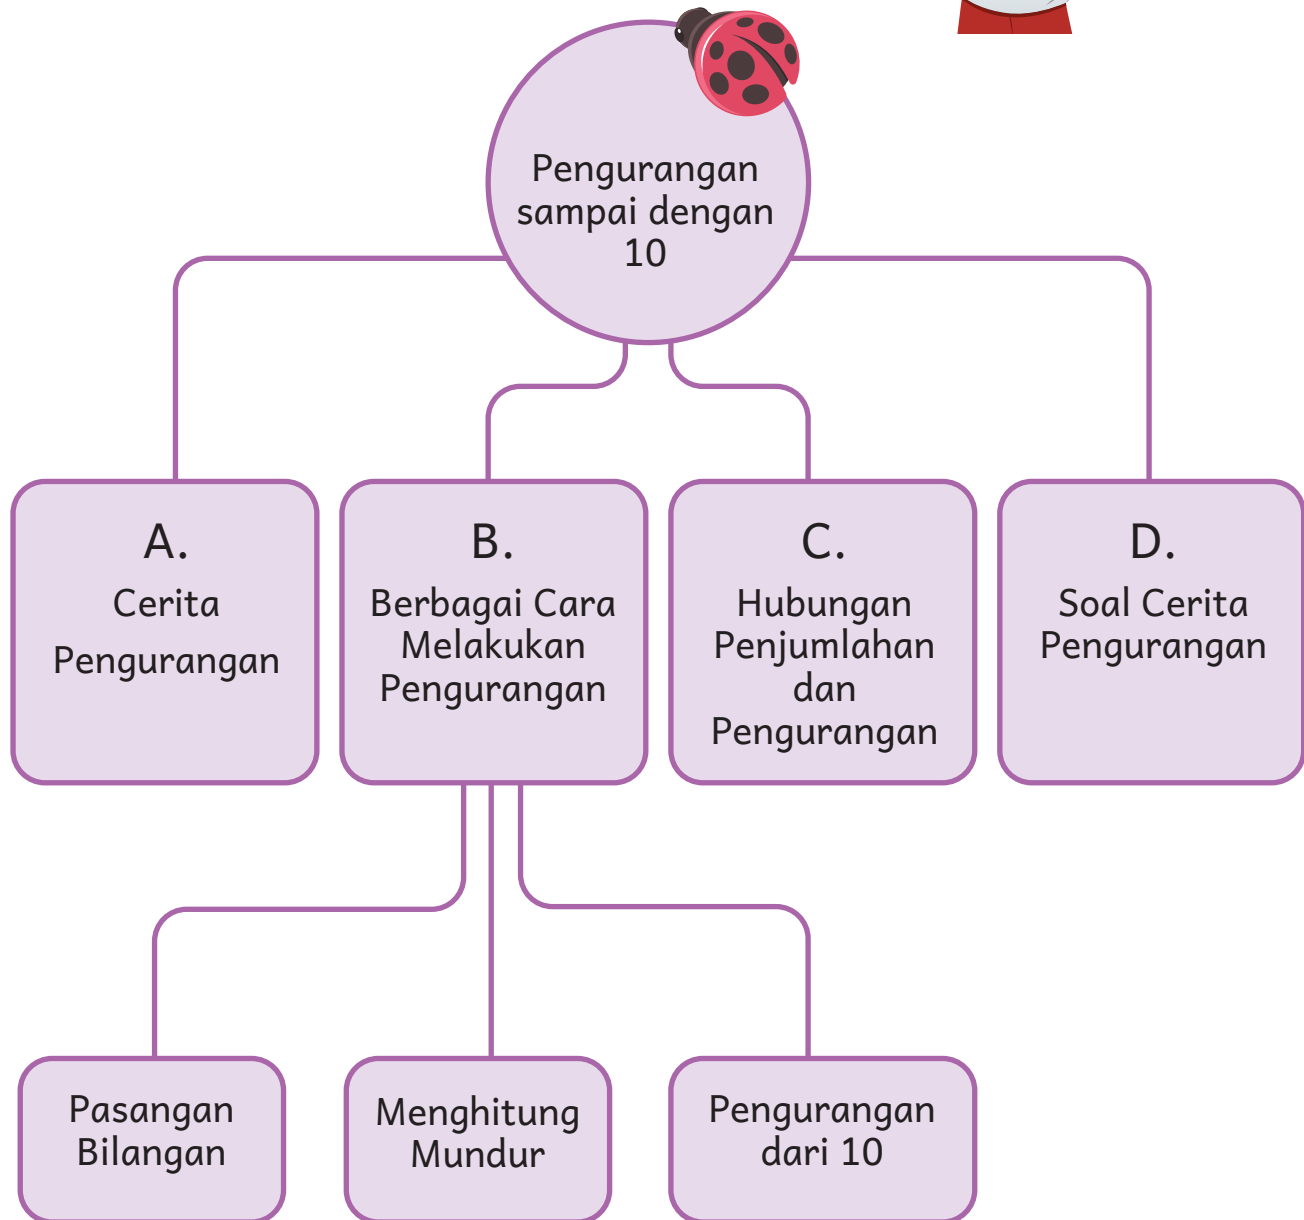 Pengurangan
sampai dengan
10
A.
Cerita
Pengurangan
B.
Berbagai Cara
Melakukan
Pengurangan
C.
Hubungan
Penjumlahan
dan
Pengurangan
D.
Soal Cerita
Pengurangan
Pasangan
Bilangan
Menghitung
Mundur
Pengurangan
dari 10